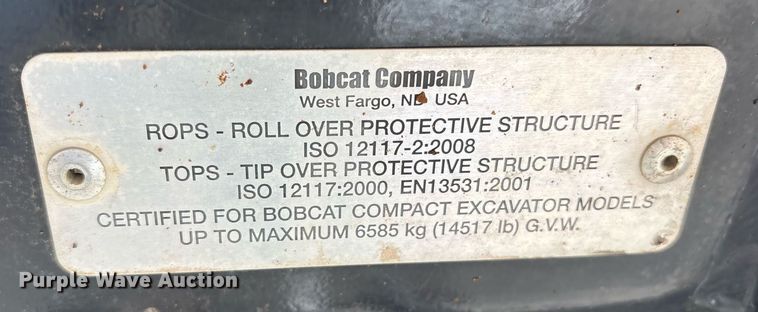 Bobcat Company
West Fargo, ND USA
ROPS - ROLL OVER PROTECTIVE STRUCTURE
ISO 12117-2:2008
TOPS - TIP OVER PROTECTIVE STRUCTURE
ISO 12117:2000, EN13531:2001
CERTIFIED FOR BOBCAT COMPACT EXCAVATOR MODELS
UP TO MAXIMUM 6585 kg (14517 lb) G.V.W.
Purple Wave Auction